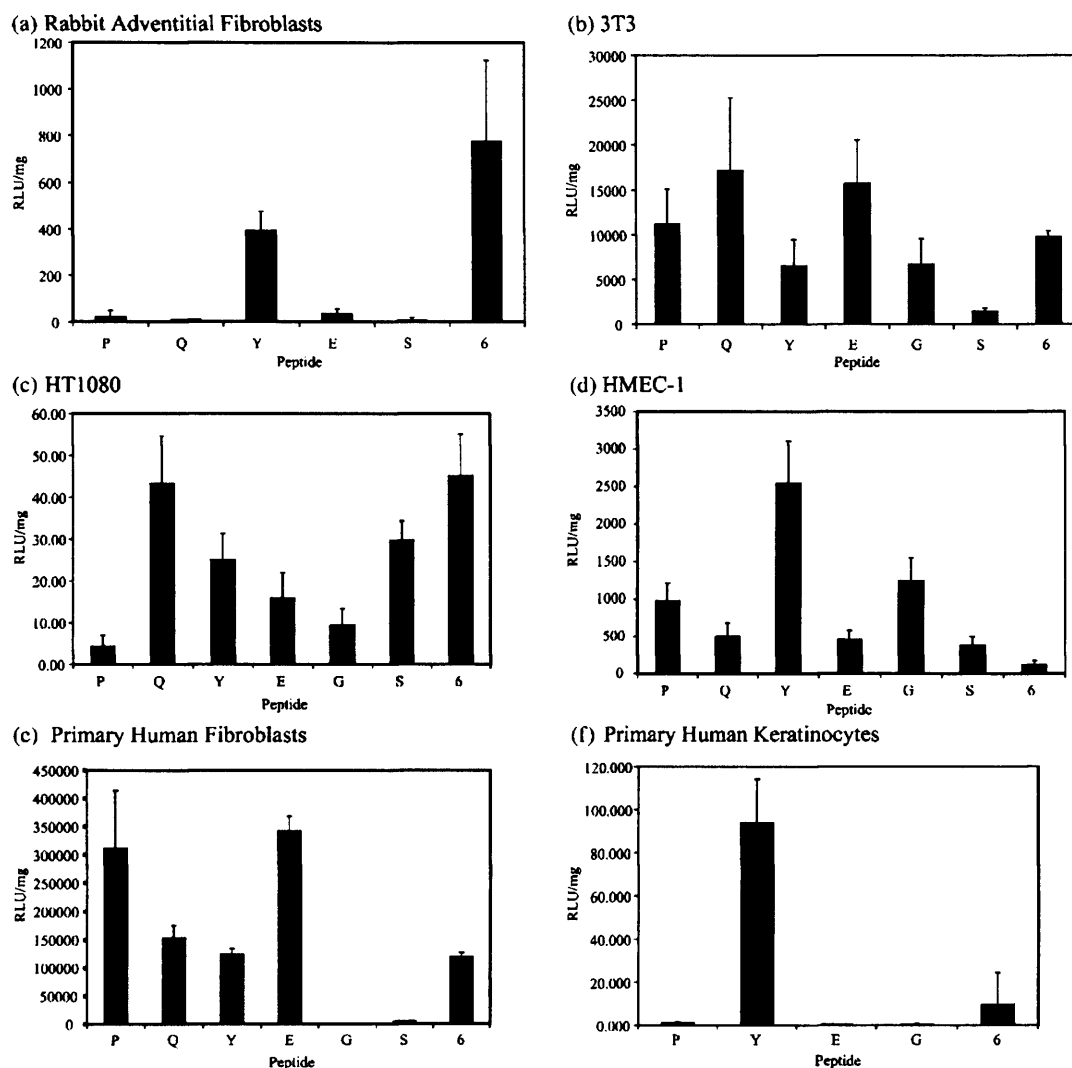 (a) Rabbit Adventitial Fibroblasts
1200
1000
800
600
400
200
0
RLU/mg
P Q Y E S 6
Peptide
(b) 3T3
30000
25000
20000
15000
10000
5000
0
RLU/mg
P Q Y E G S 6
Peptide
(c) HT1080
60.00
50.00
40.00
30.00
20.00
10.00
0.00
RLU/mg
P Q Y E G S 6
Peptide
(d) HMEC-1
3500
3000
2500
2000
1500
1000
500
0
RLU/mg
P Q Y E G S 6
Peptide
(e) Primary Human Fibroblasts
450000
400000
350000
300000
250000
200000
150000
100000
50000
0
RLU/mg
P Q Y E G S 6
Peptide
(f) Primary Human Keratinocytes
120.000
100.000
80.000
60.000
40.000
20.000
0.000
RLU/mg
P Y E G 6
Peptide